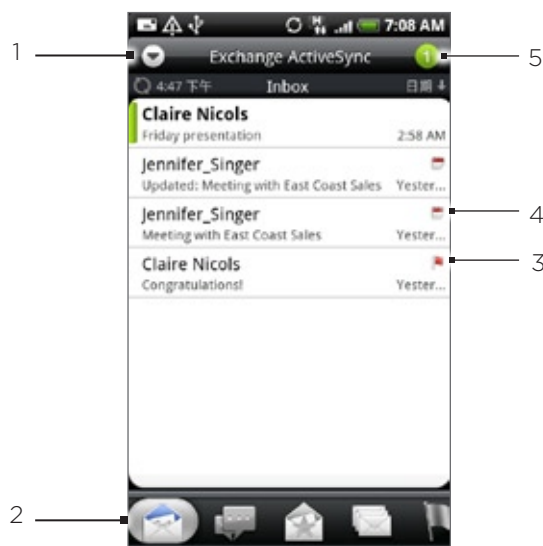 7:08 AM
1
Exchange ActiveSync
1
5
4:47 下午
Inbox
日期
Claire Nicols
Friday presentation
2:58 AM
Jennifer_Singer
Updated: Meeting with East Coast Sales
Yester...
Jennifer_Singer
4
Meeting with East Coast Sales
Yester...
Claire Nicols
3
Congratulations!
Yester...
2